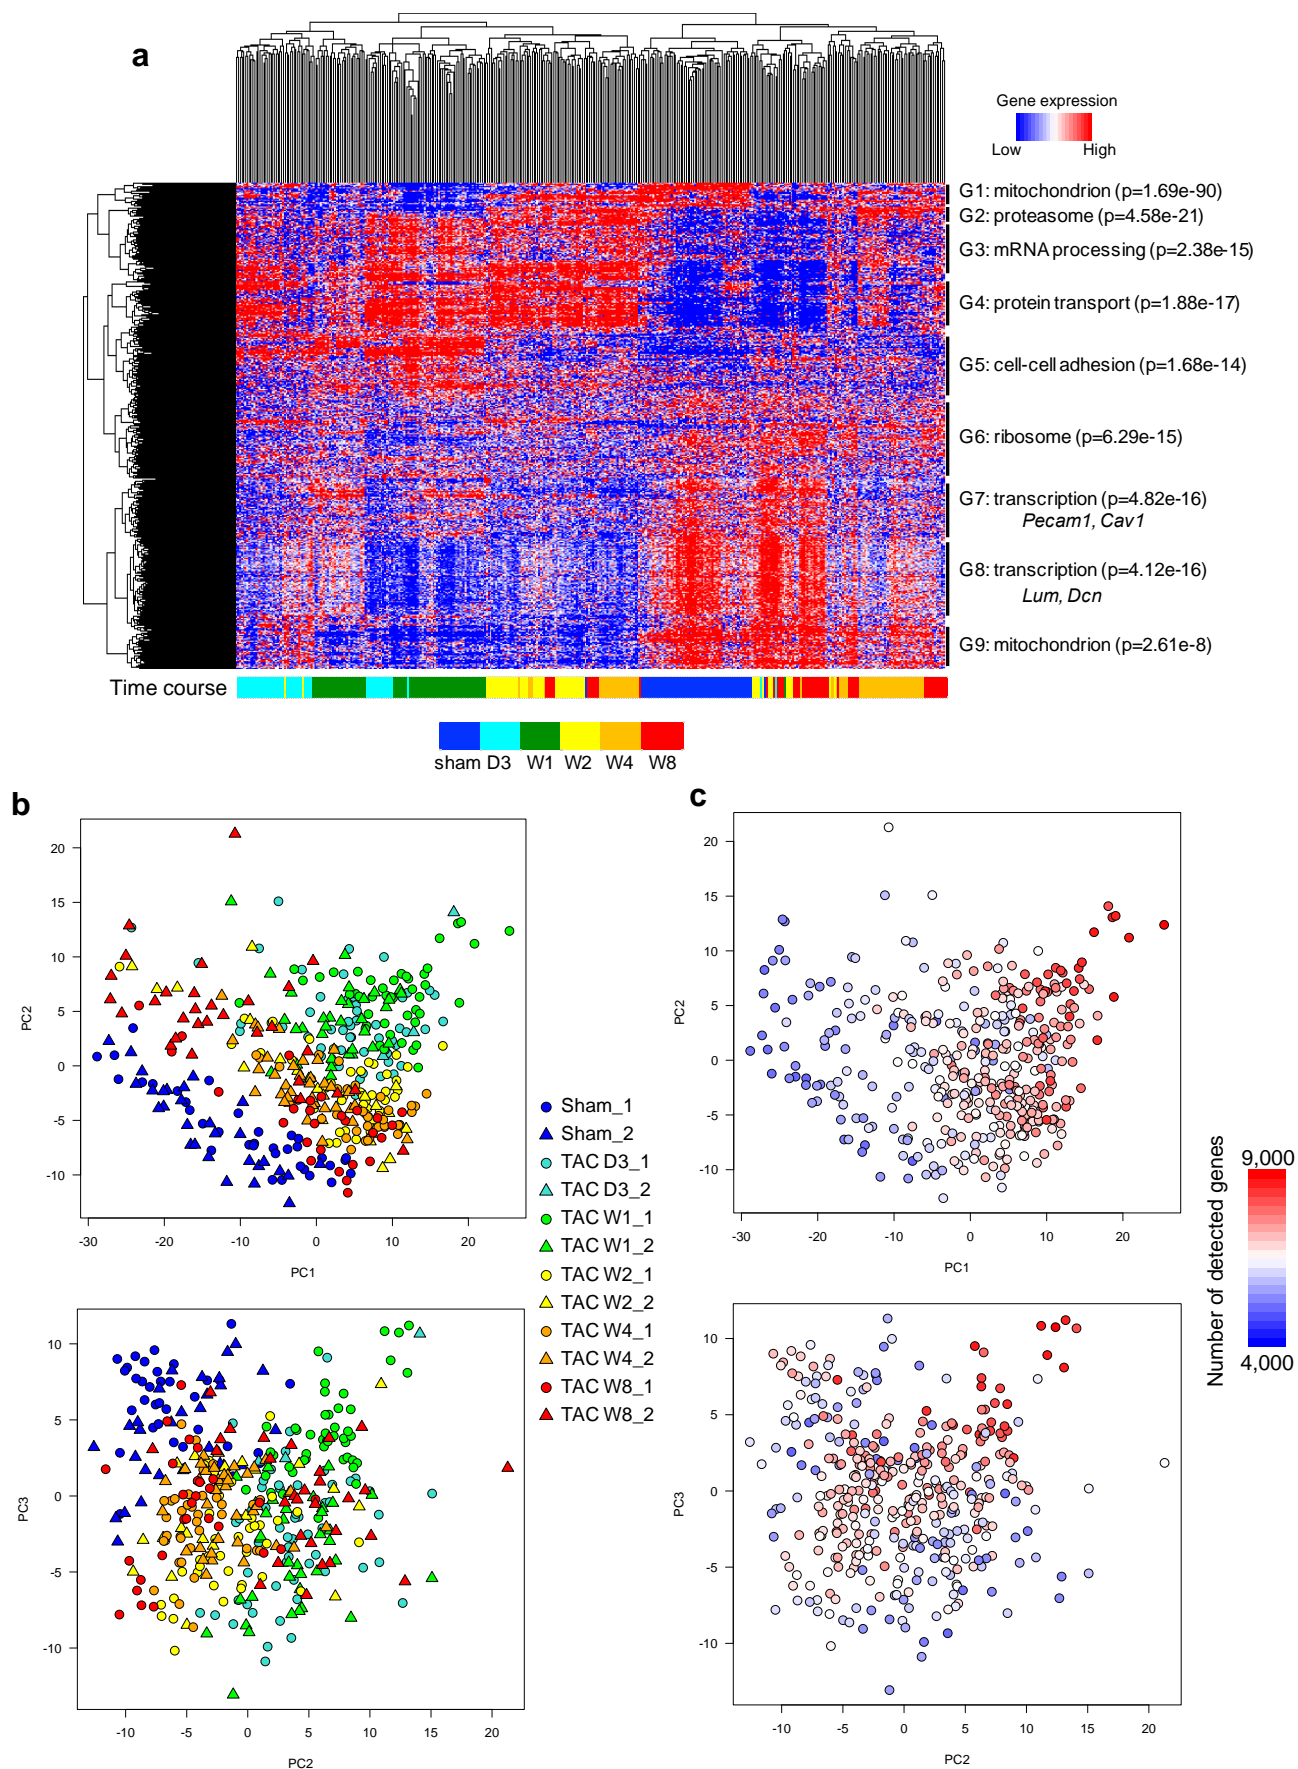 a
Gene expression
Low High
G1: mitochondrion (p=1.69e-90)
G2: proteasome (p=4.58e-21)
G3: mRNA processing (p=2.38e-15)
G4: protein transport (p=1.88e-17)
G5: cell-cell adhesion (p=1.68e-14)
G6: ribosome (p=6.29e-15)
G7: transcription (p=4.82e-16)
Pecam1, Cav1
G8: transcription (p=4.12e-16)
Lum, Dcn
G9: mitochondrion (p=2.61e-8)
Time course
sham D3 W1 W2 W4 W8
b
20
15
10
5
0
-5
-10
PC2
-30 -20 -10 0 10 20
PC1
10
5
0
-5
-10
PC3
-10 -5 0 5 10 15 20
PC2
Sham_1
Sham_2
TAC D3_1
TAC D3_2
TAC W1_1
TAC W1_2
TAC W2_1
TAC W2_2
TAC W4_1
TAC W4_2
TAC W8_1
TAC W8_2
c
20
15
10
5
0
-5
-10
PC2
-30 -20 -10 0 10 20
PC1
10
5
0
-5
-10
PC3
-10 -5 0 5 10 15 20
PC2
Number of detected genes
9,000
4,000